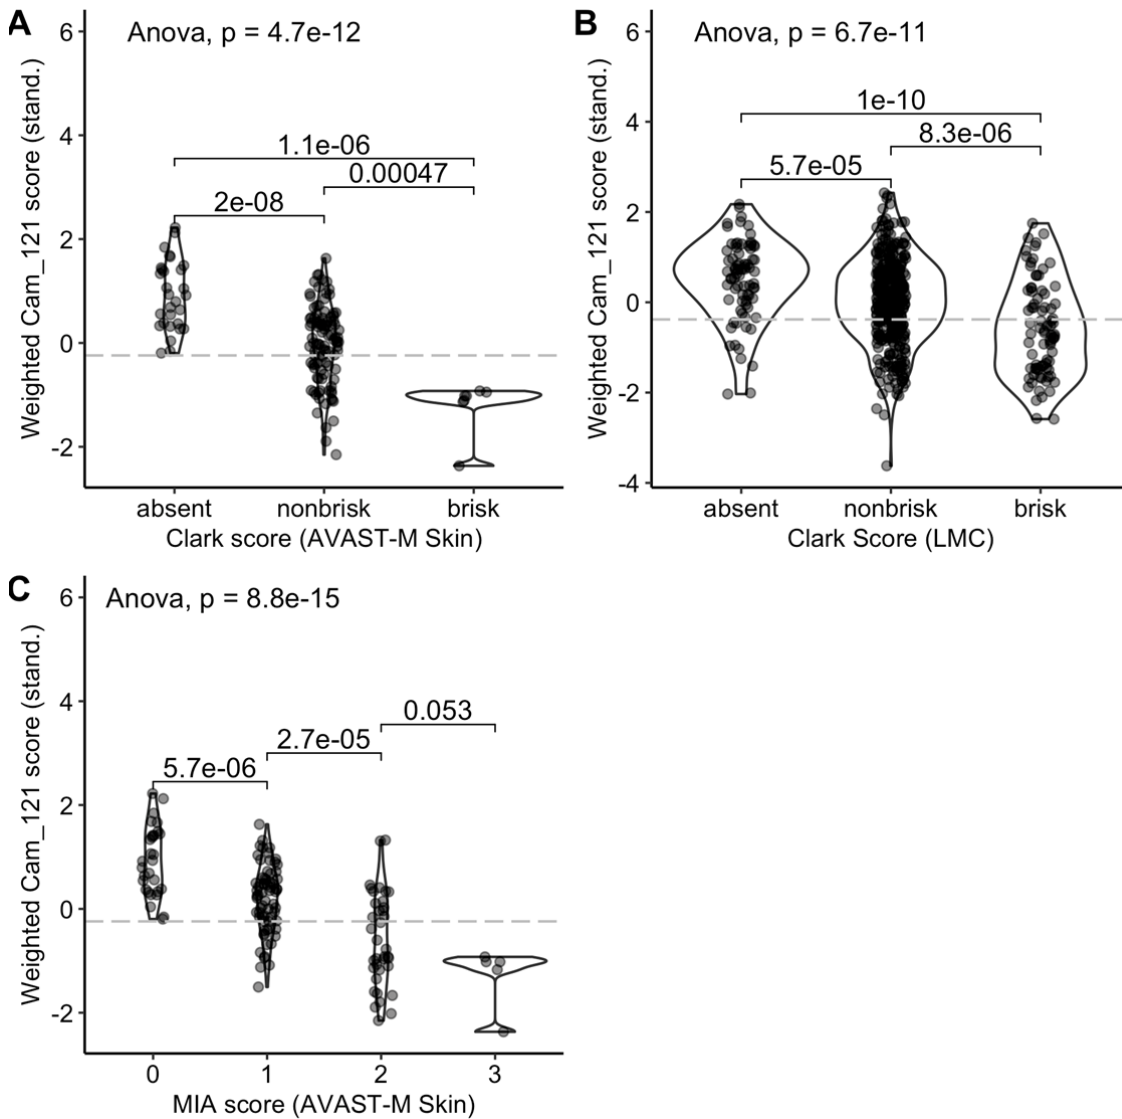 A
Anova, p = 4.7e-12
Weighted Cam_121 score (stand.)
6
4
2
0
-2
1.1e-06
0.00047
2e-08
absent nonbrisk brisk
Clark score (AVAST-M Skin)
B
Anova, p = 6.7e-11
Weighted Cam_121 score (stand.)
6
4
2
0
-2
-4
1e-10
8.3e-06
5.7e-05
absent nonbrisk brisk
Clark Score (LMC)
C
Anova, p = 8.8e-15
Weighted Cam_121 score (stand.)
6
4
2
0
-2
0.053
2.7e-05
5.7e-06
0 1 2 3
MIA score (AVAST-M Skin)